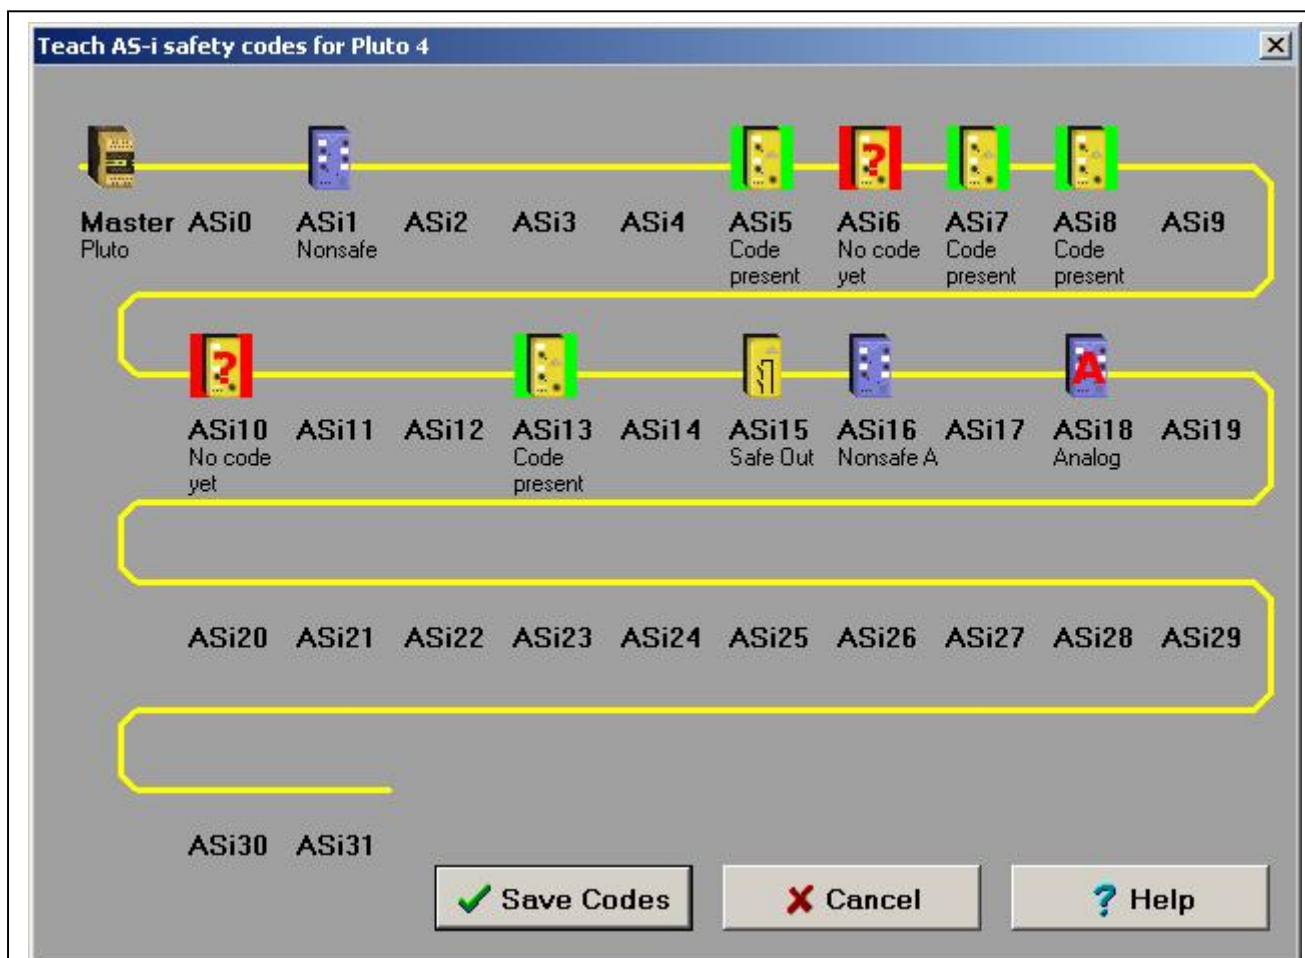 Teach AS-i safety codes for Pluto 4
?
Master ASi0 ASi1 ASi2 ASi3 ASi4 ASi5 ASi6 ASi7 ASi8 ASi9
Pluto Nonsafe Code No code Code Code
present yet present present
?
A
ASi10 ASi11 ASi12 ASi13 ASi14 ASi15 ASi16 ASi17 ASi18 ASi19
No code Code Safe Out Nonsafe A Analog
yet present
ASi20 ASi21 ASi22 ASi23 ASi24 ASi25 ASi26 ASi27 ASi28 ASi29
ASi30 ASi31
Save Codes Cancel ? Help